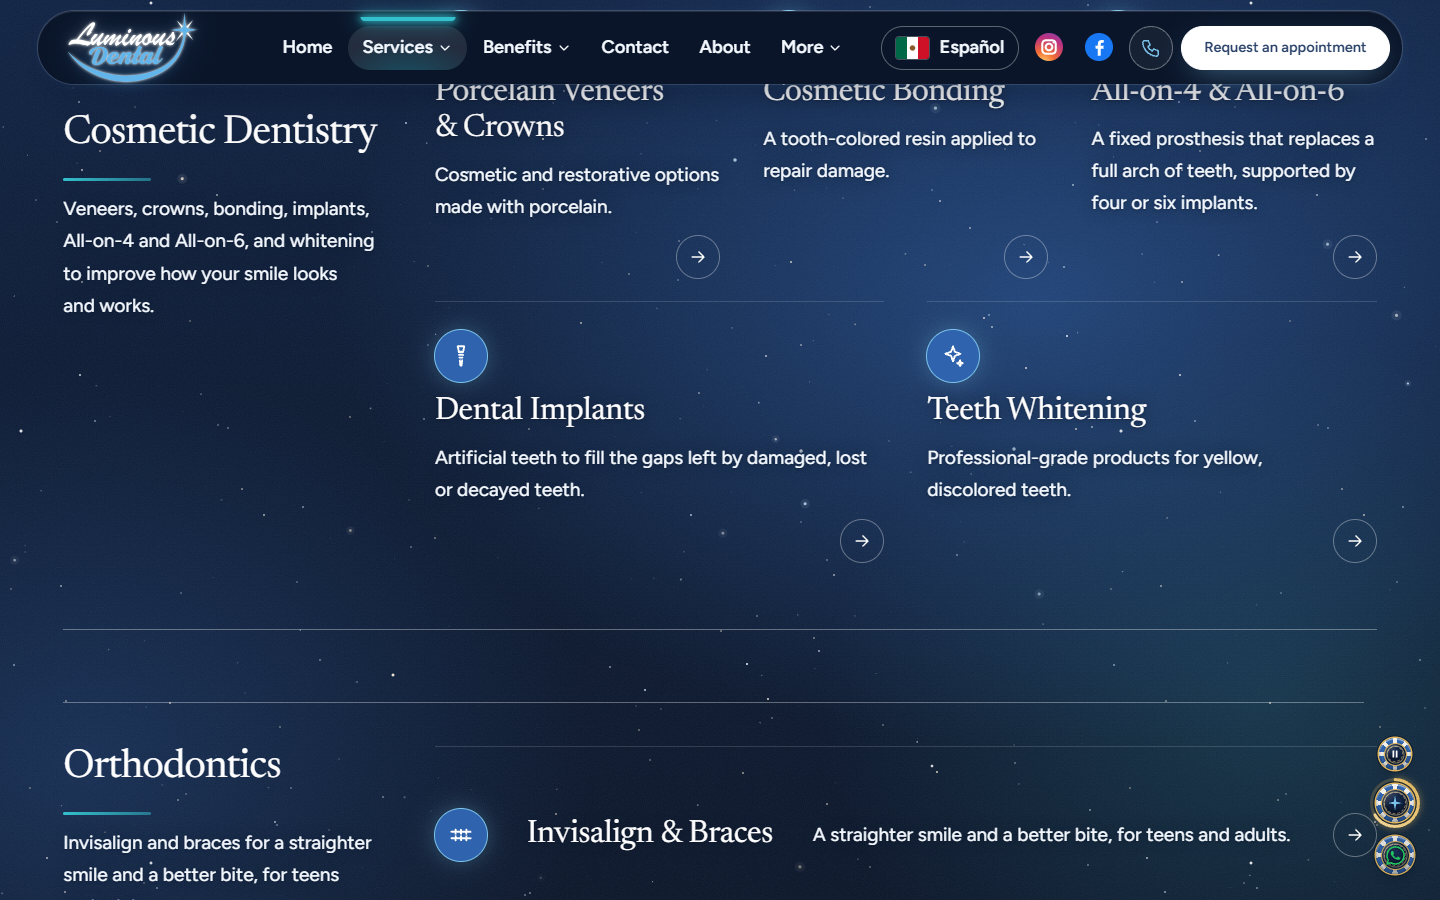 Luminous
Dental
Home
Services
Benefits
Contact
About
More
Español
Request an appointment
Cosmetic Dentistry
Veneers, crowns, bonding, implants,
All-on-4 and All-on-6, and whitening
to improve how your smile looks
and works.
Porcelain Veneers
& Crowns
Cosmetic and restorative options
made with porcelain.
Cosmetic Bonding
A tooth-colored resin applied to
repair damage.
All-on-4 & All-on-6
A fixed prosthesis that replaces a
full arch of teeth, supported by
four or six implants.
Dental Implants
Artificial teeth to fill the gaps left by damaged, lost
or decayed teeth.
Teeth Whitening
Professional-grade products for yellow,
discolored teeth.
Orthodontics
Invisalign and braces for a straighter
smile and a better bite, for teens
Invisalign & Braces
A straighter smile and a better bite, for teens and adults.